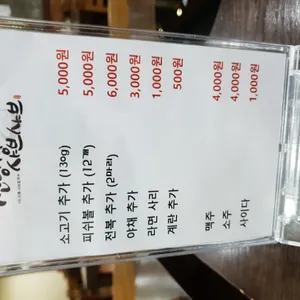 샤브샤브
소고기 추가 (130g) 5,000원
피쉬볼 추가 (12개) 5,000원
전복 추가 (2마리) 6,000원
야채 추가 3,000원
라면 사리 1,000원
계란 추가 500원
맥주 4,000원
소주 4,000원
사이다 1,000원